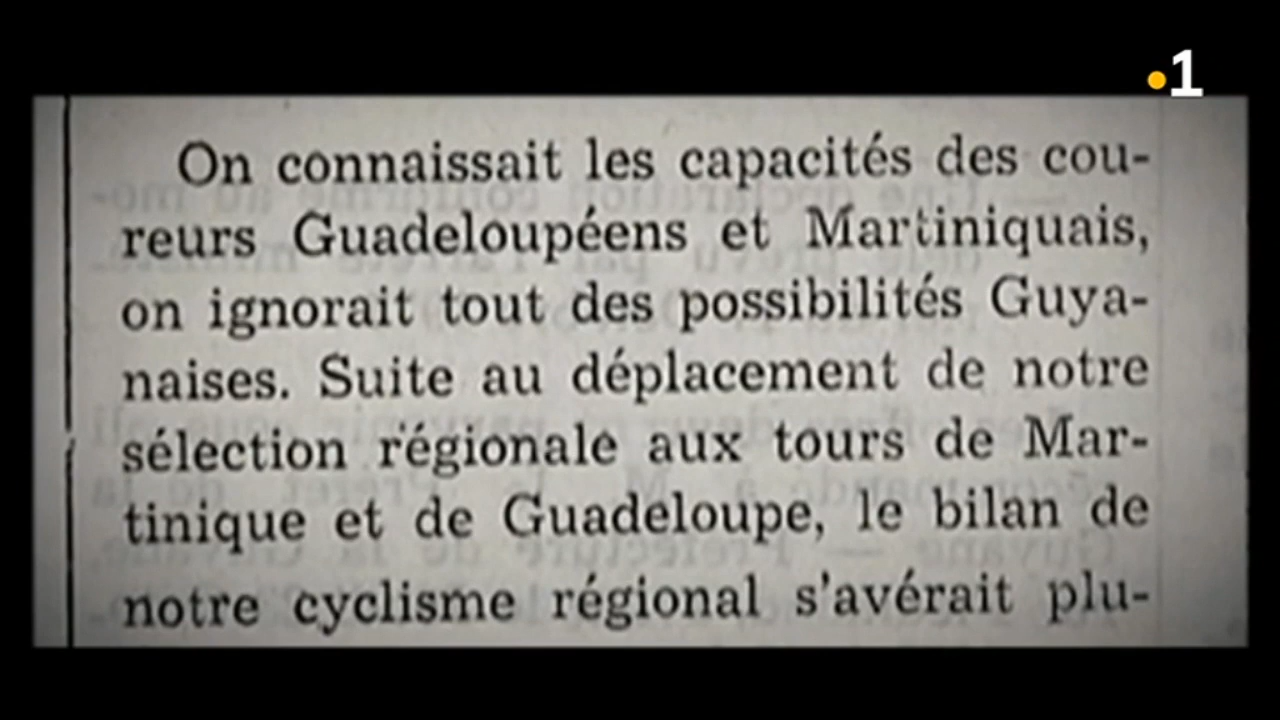 1
On connaissait les capacités des cou-
reurs Guadeloupéens et Martiniquais,
on ignorait tout des possibilités Guya-
naises. Suite au déplacement de notre
sélection régionale aux tours de Mar-
tinique et de Guadeloupe, le bilan de
notre cyclisme régional s'avérait plu-